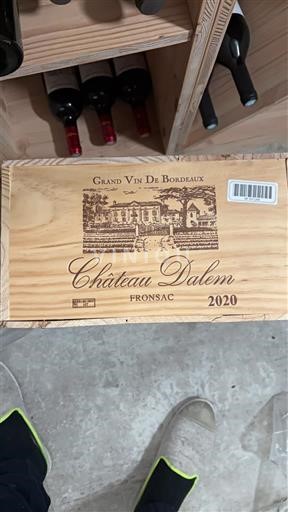 GRAND VIN DE BORDEAUX
Château Dalem
FRONSAC
2020